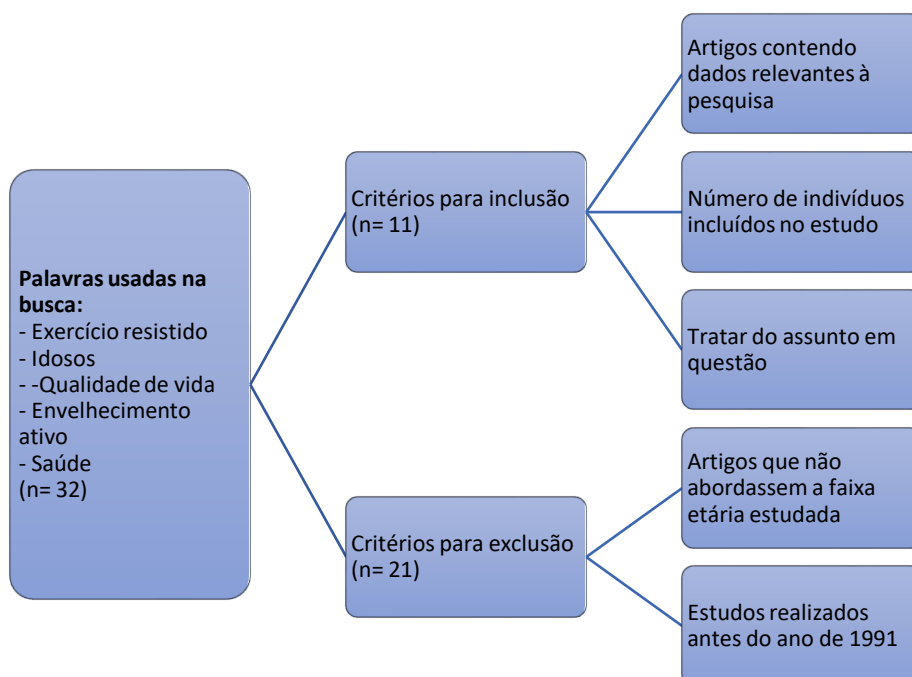 Palavras usadas na
busca:
- Exercício resistido
- Idosos
- -Qualidade de vida
- Envelhecimento
ativo
- Saúde
(n= 32)
Critérios para inclusão
(n= 11)
Artigos contendo
dados relevantes à
pesquisa
Número de indivíduos
incluídos no estudo
Tratar do assunto em
questão
Critérios para exclusão
(n= 21)
Artigos que não
abordassem a faixa
etária estudada
Estudos realizados
antes do ano de 1991